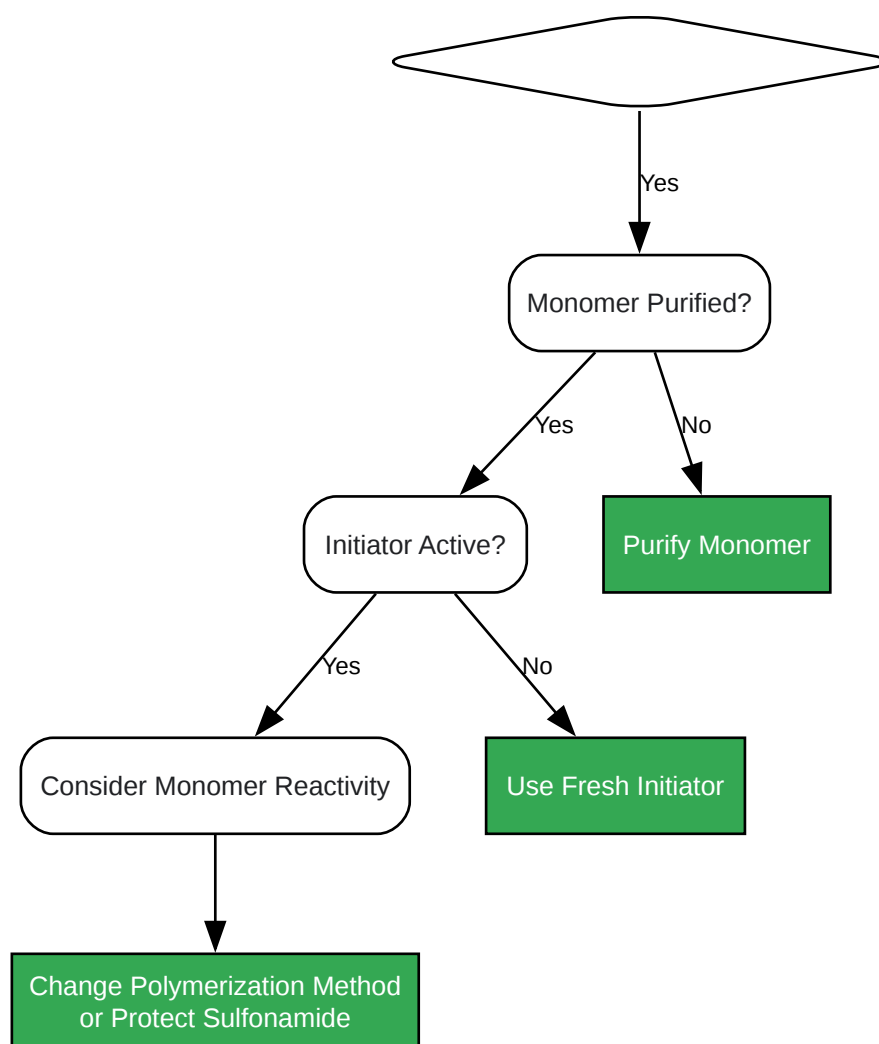 Yes
Monomer Purified?
Yes
No
Initiator Active?
Purify Monomer
Yes
No
Consider Monomer Reactivity
Use Fresh Initiator
Change Polymerization Method
or Protect Sulfonamide